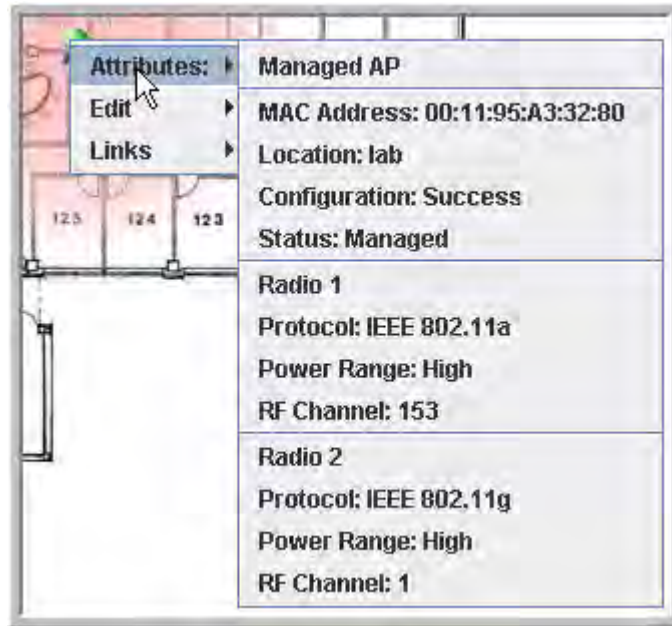 Attributes:
Edit
Links
Managed AP
MAC Address: 00:11:95:A3:32:80
Location: lab
Configuration: Success
Status: Managed
Radio 1
Protocol: IEEE 802.11a
Power Range: High
RF Channel: 153
Radio 2
Protocol: IEEE 802.11g
Power Range: High
RF Channel: 1
125 124 123